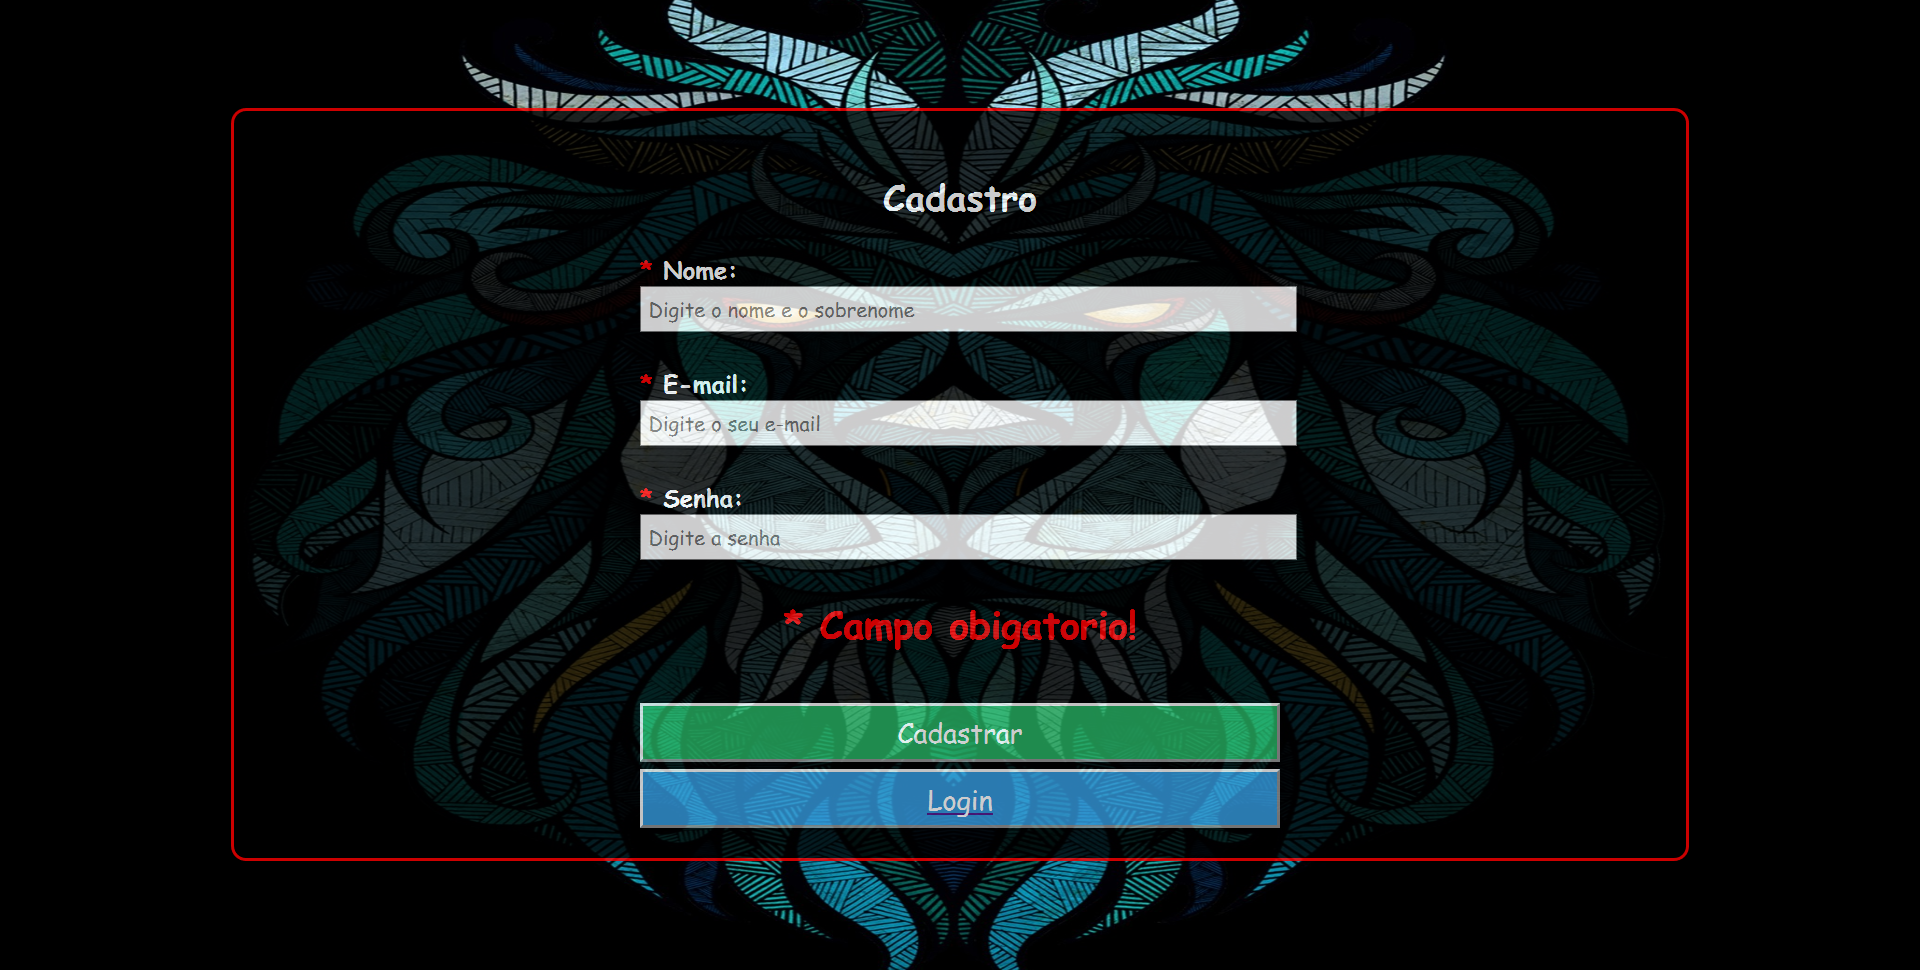 Cadastro
* Nome:
Digite o nome e o sobrenome
* E-mail:
Digite o seu e-mail
* Senha:
Digite a senha
* Campo obigatorio!
Cadastrar
Login